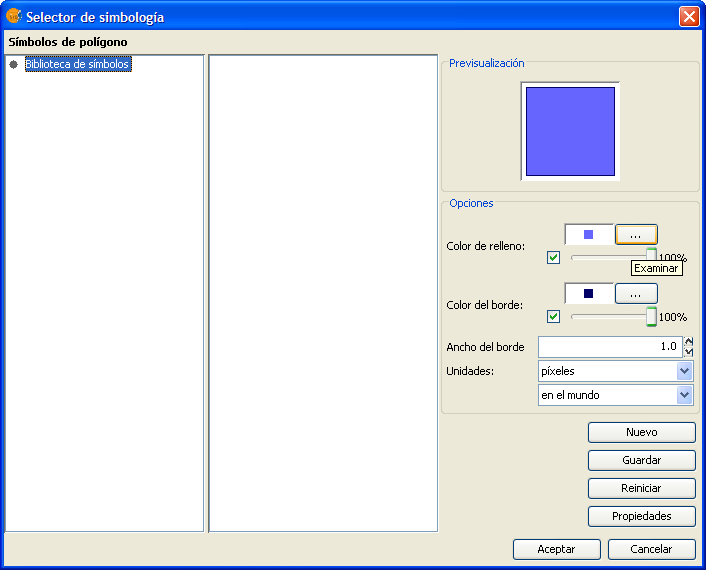 Selector de simbología
Símbolos de polígono
Biblioteca de símbolos
Previsualización
Opciones
Color de relleno:
...
100%
Examinar
Color del borde:
...
100%
Ancho del borde
1.0
Unidades:
píxeles
en el mundo
Nuevo
Guardar
Reiniciar
Propiedades
Aceptar
Cancelar